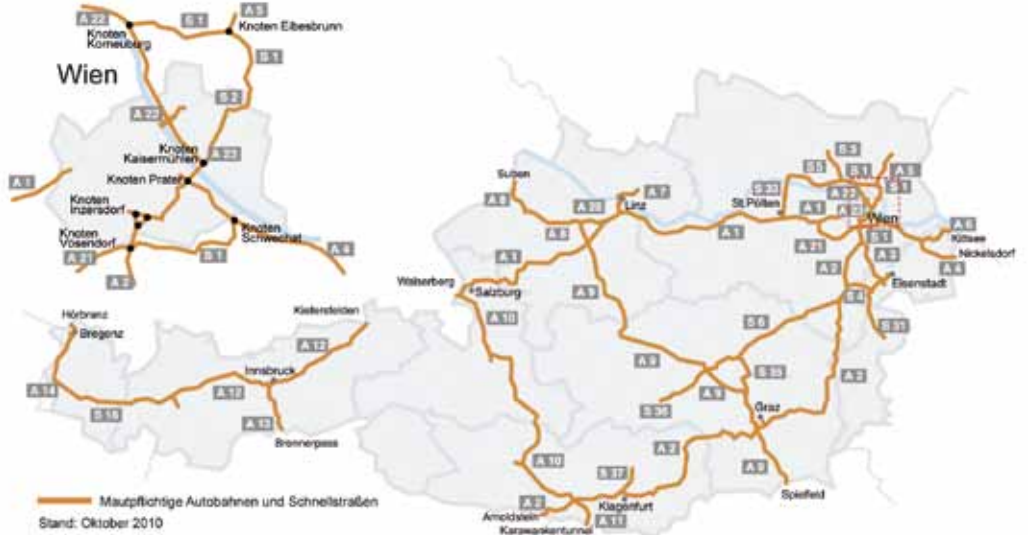 A 22
S 1
A 5
Knoten
Korneuburg
Knoten Eibesbrunn
S 1
Wien
S 2
A 22
Knoten
Kaisermühlen
A 23
A 1
Knoten Prater
Knoten
Inzersdorf
Knoten
Vösendorf
Knoten
Schwechat
A 21
A 2
S 1
A 4
Hörbranz
Bregenz
A 14
S 16
A 12
Innsbruck
A 13
Brennerpass
A 12
Kiefersfelden
Suben
A 8
A 7
Linz
A 8
A 1
Walserberg
Salzburg
A 10
A 9
A 1
S 33
St.Pölten
S 5
S 3
S 1
A 5
S 1
A 22
A 1
Wien
A 21
S 1
A 6
Kittsee
Nickelsdorf
A 4
A 3
A 2
Eisenstadt
S 4
S 31
S 6
A 9
S 35
A 9
S 36
A 2
Graz
A 2
A 9
Spielfeld
A 10
S 37
A 2
Klagenfurt
Arnoldstein
A 11
Karawankentunnel
Mautpflichtige Autobahnen und Schnellstraßen
Stand: Oktober 2010